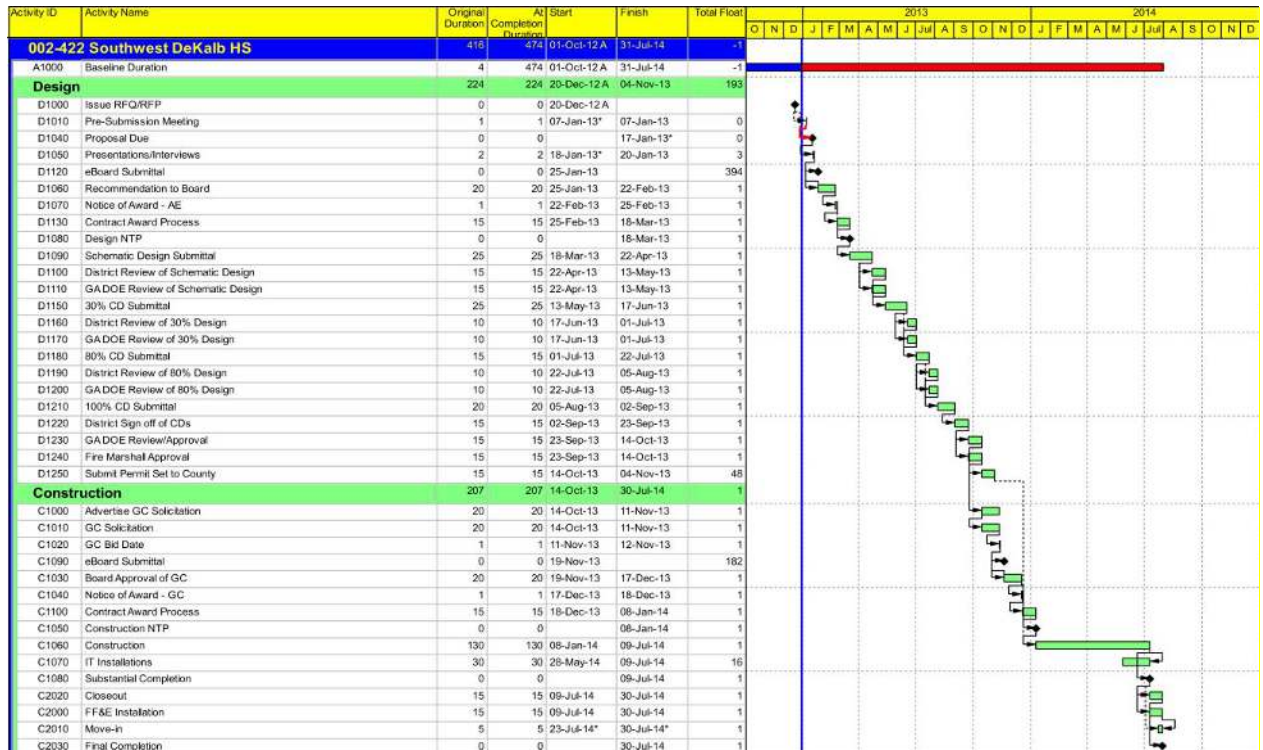 Activity ID Activity Name Original Duration At Completion Duration Start Finish Total Float 2013 2014
O N D J F M A M J Jul A S O N D J F M A M J Jul A S O N D
002-422 Southwest DeKalb HS 416 474 01-Oct-12 A 31-Jul-14 -1
A1000 Baseline Duration 4 474 01-Oct-12 A 31-Jul-14 -1
Design 224 224 20-Dec-12 A 04-Nov-13 193
D1000 Issue RFQ/RFP 0 0 20-Dec-12 A
D1010 Pre-Submission Meeting 1 1 07-Jan-13* 07-Jan-13 0
D1040 Proposal Due 0 0 17-Jan-13* 0
D1050 Presentations/Interviews 2 2 18-Jan-13* 20-Jan-13 3
D1120 eBoard Submittal 0 0 25-Jan-13 394
D1060 Recommendation to Board 20 20 25-Jan-13 22-Feb-13 1
D1070 Notice of Award - AE 1 1 22-Feb-13 25-Feb-13 1
D1130 Contract Award Process 15 15 25-Feb-13 18-Mar-13 1
D1080 Design NTP 0 0 18-Mar-13 1
D1090 Schematic Design Submittal 25 25 18-Mar-13 22-Apr-13 1
D1100 District Review of Schematic Design 15 15 22-Apr-13 13-May-13 1
D1110 GADOE Review of Schematic Design 15 15 22-Apr-13 13-May-13 1
D1150 30% CD Submittal 25 25 13-May-13 17-Jun-13 1
D1160 District Review of 30% Design 10 10 17-Jun-13 01-Jul-13 1
D1170 GADOE Review of 30% Design 10 10 17-Jun-13 01-Jul-13 1
D1180 80% CD Submittal 15 15 01-Jul-13 22-Jul-13 1
D1190 District Review of 80% Design 10 10 22-Jul-13 05-Aug-13 1
D1200 GADOE Review of 80% Design 10 10 22-Jul-13 05-Aug-13 1
D1210 100% CD Submittal 20 20 05-Aug-13 02-Sep-13 1
D1220 District Sign off of CDs 15 15 02-Sep-13 23-Sep-13 1
D1230 GADOE Review/Approval 15 15 23-Sep-13 14-Oct-13 1
D1240 Fire Marshall Approval 15 15 23-Sep-13 14-Oct-13 1
D1250 Submit Permit Set to County 15 15 14-Oct-13 04-Nov-13 48
Construction 207 207 14-Oct-13 30-Jul-14 1
C1000 Advertise GC Solicitation 20 20 14-Oct-13 11-Nov-13 1
C1010 GC Solicitation 20 20 14-Oct-13 11-Nov-13 1
C1020 GC Bid Date 1 1 11-Nov-13 12-Nov-13 1
C1090 eBoard Submittal 0 0 19-Nov-13 182
C1030 Board Approval of GC 20 20 19-Nov-13 17-Dec-13 1
C1040 Notice of Award - GC 1 1 17-Dec-13 18-Dec-13 1
C1100 Contract Award Process 15 15 18-Dec-13 08-Jan-14 1
C1050 Construction NTP 0 0 08-Jan-14 1
C1060 Construction 130 130 08-Jan-14 09-Jul-14 1
C1070 IT Installations 30 30 28-May-14 09-Jul-14 16
C1080 Substantial Completion 0 0 09-Jul-14 1
C2020 Closeout 15 15 09-Jul-14 30-Jul-14 1
C2000 FF&E Installation 15 15 09-Jul-14 30-Jul-14 1
C2010 Move-in 5 5 23-Jul-14* 30-Jul-14* 1
C2030 Final Completion 0 0 30-Jul-14 1